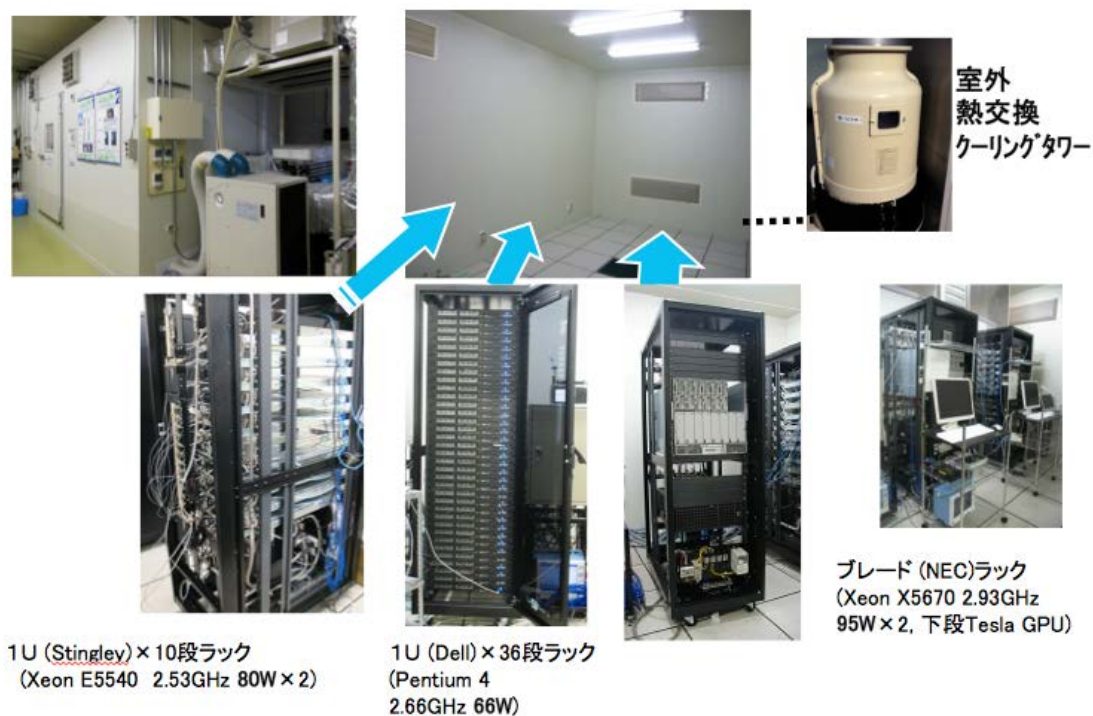 室外
熱交換
クーリングタワー
1U (Stingley)×10段ラック
(Xeon E5540 2.53GHz 80W×2)
1U (Dell)×36段ラック
(Pentium 4
2.66GHz 66W)
ブレード (NEC)ラック
(Xeon X5670 2.93GHz
95W×2, 下段Tesla GPU)